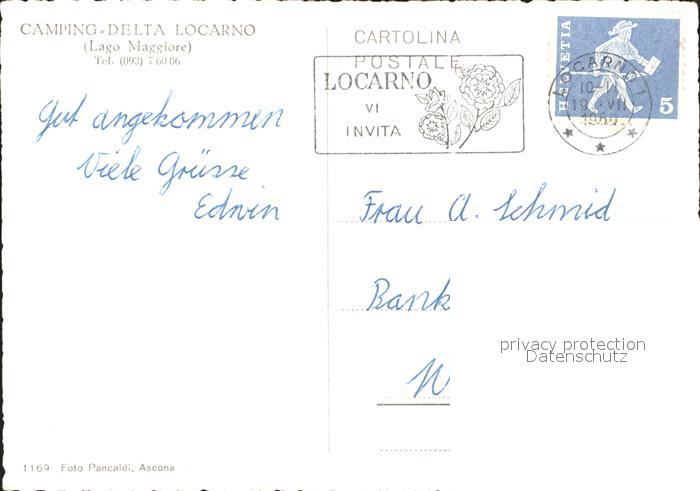 CAMPING-DELTA LOCARNO
(Lago Maggiore)
Tel. (093) 7 60 06
Gut angekommen
Viele Grüsse
Edwin
1169 Foto Pancaldi, Ascona
CARTOLINA
POSTALE
LOCARNO
VI
INVITA
LOCARNO 1
HELVETIA
5
Frau A. Schmid
Bank
W
privacy protection
Datenschutz